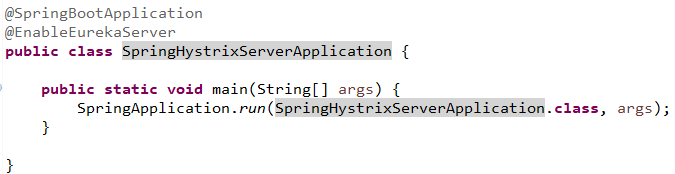 @SpringBootApplication
@EnableEurekaServer
public class SpringHystrixServerApplication {
public static void main(String[] args) {
SpringApplication.run(SpringHystrixServerApplication.class, args);
}
}